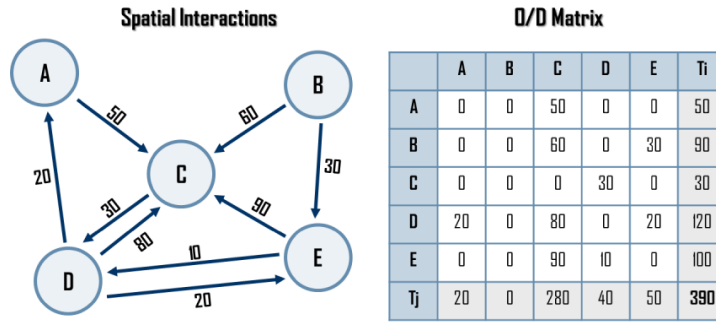 Spatial Interactions
O/D Matrix
A
B
C
D
E
50
60
30
20
30
80
90
10
20
A B C D E Ti
A 0 0 50 0 0 50
B 0 0 60 0 30 90
C 0 0 0 30 0 30
D 20 0 80 0 20 120
E 0 0 90 10 0 100
Tj 20 0 280 40 50 390